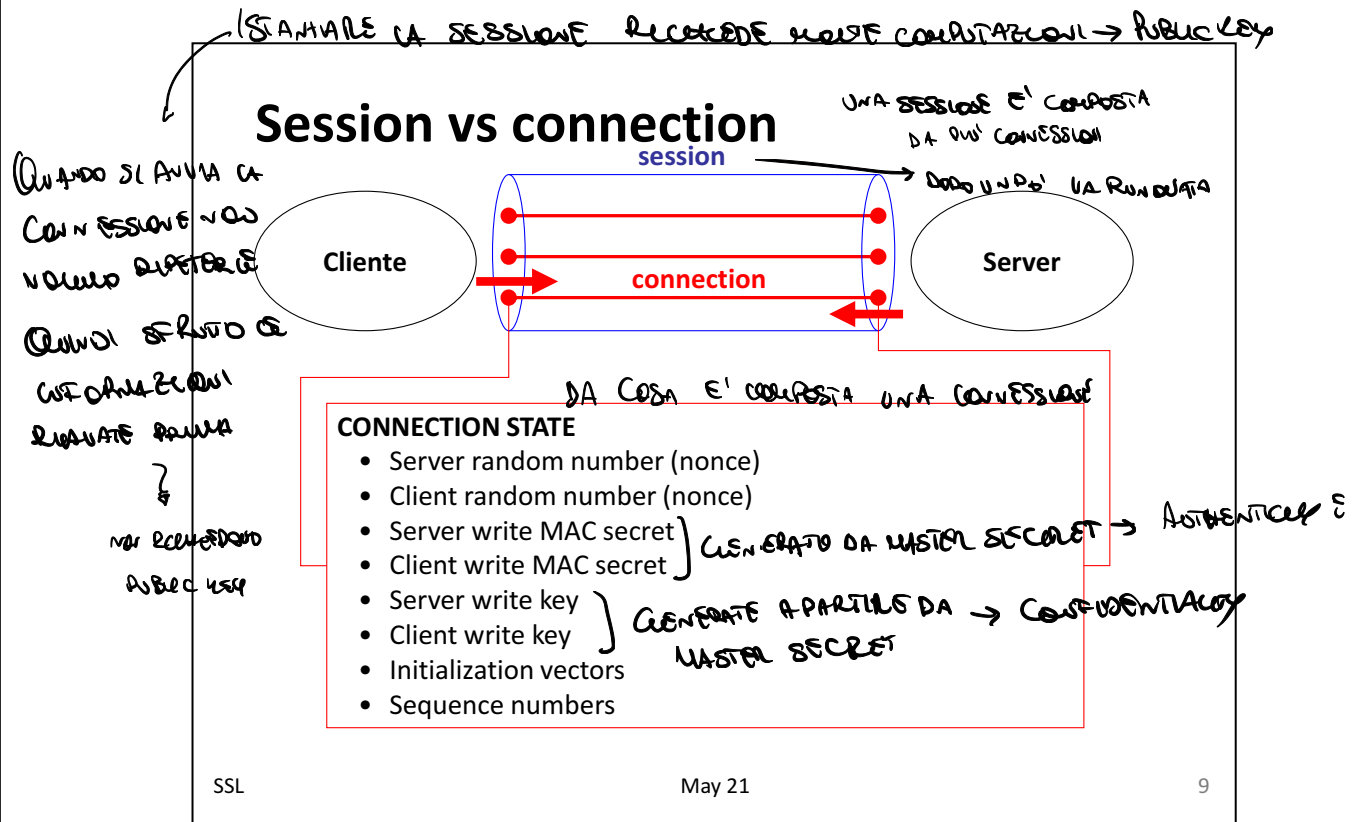 ISTANZIARE LA SESSIONE RICHIEDE MOLTE COMPUTAZIONI → PUBLIC KEY
Session vs connection
UNA SESSIONE E' COMPOSTA
DA PIU' CONNESSIONI
session
DOPO UN PO' VA RINNOVATA
QUANDO SI AVVIA LA
CONNESSIONE NON
VOGLIO RIPETERLE
QUINDI SFRUTTO LE
INFORMAZIONI
RICAVATE PRIMA
NON RICHIEDONO
PUBLIC KEY
Cliente
connection
Server
DA COSA E' COMPOSTA UNA CONNESSIONE
CONNECTION STATE
• Server random number (nonce)
• Client random number (nonce)
• Server write MAC secret
• Client write MAC secret
GENERATO DA MASTER SECRET → AUTHENTICITY E
• Server write key
• Client write key
GENERATE A PARTIRE DA → CONFIDENTIALITY
MASTER SECRET
• Initialization vectors
• Sequence numbers
SSL
May 21
9